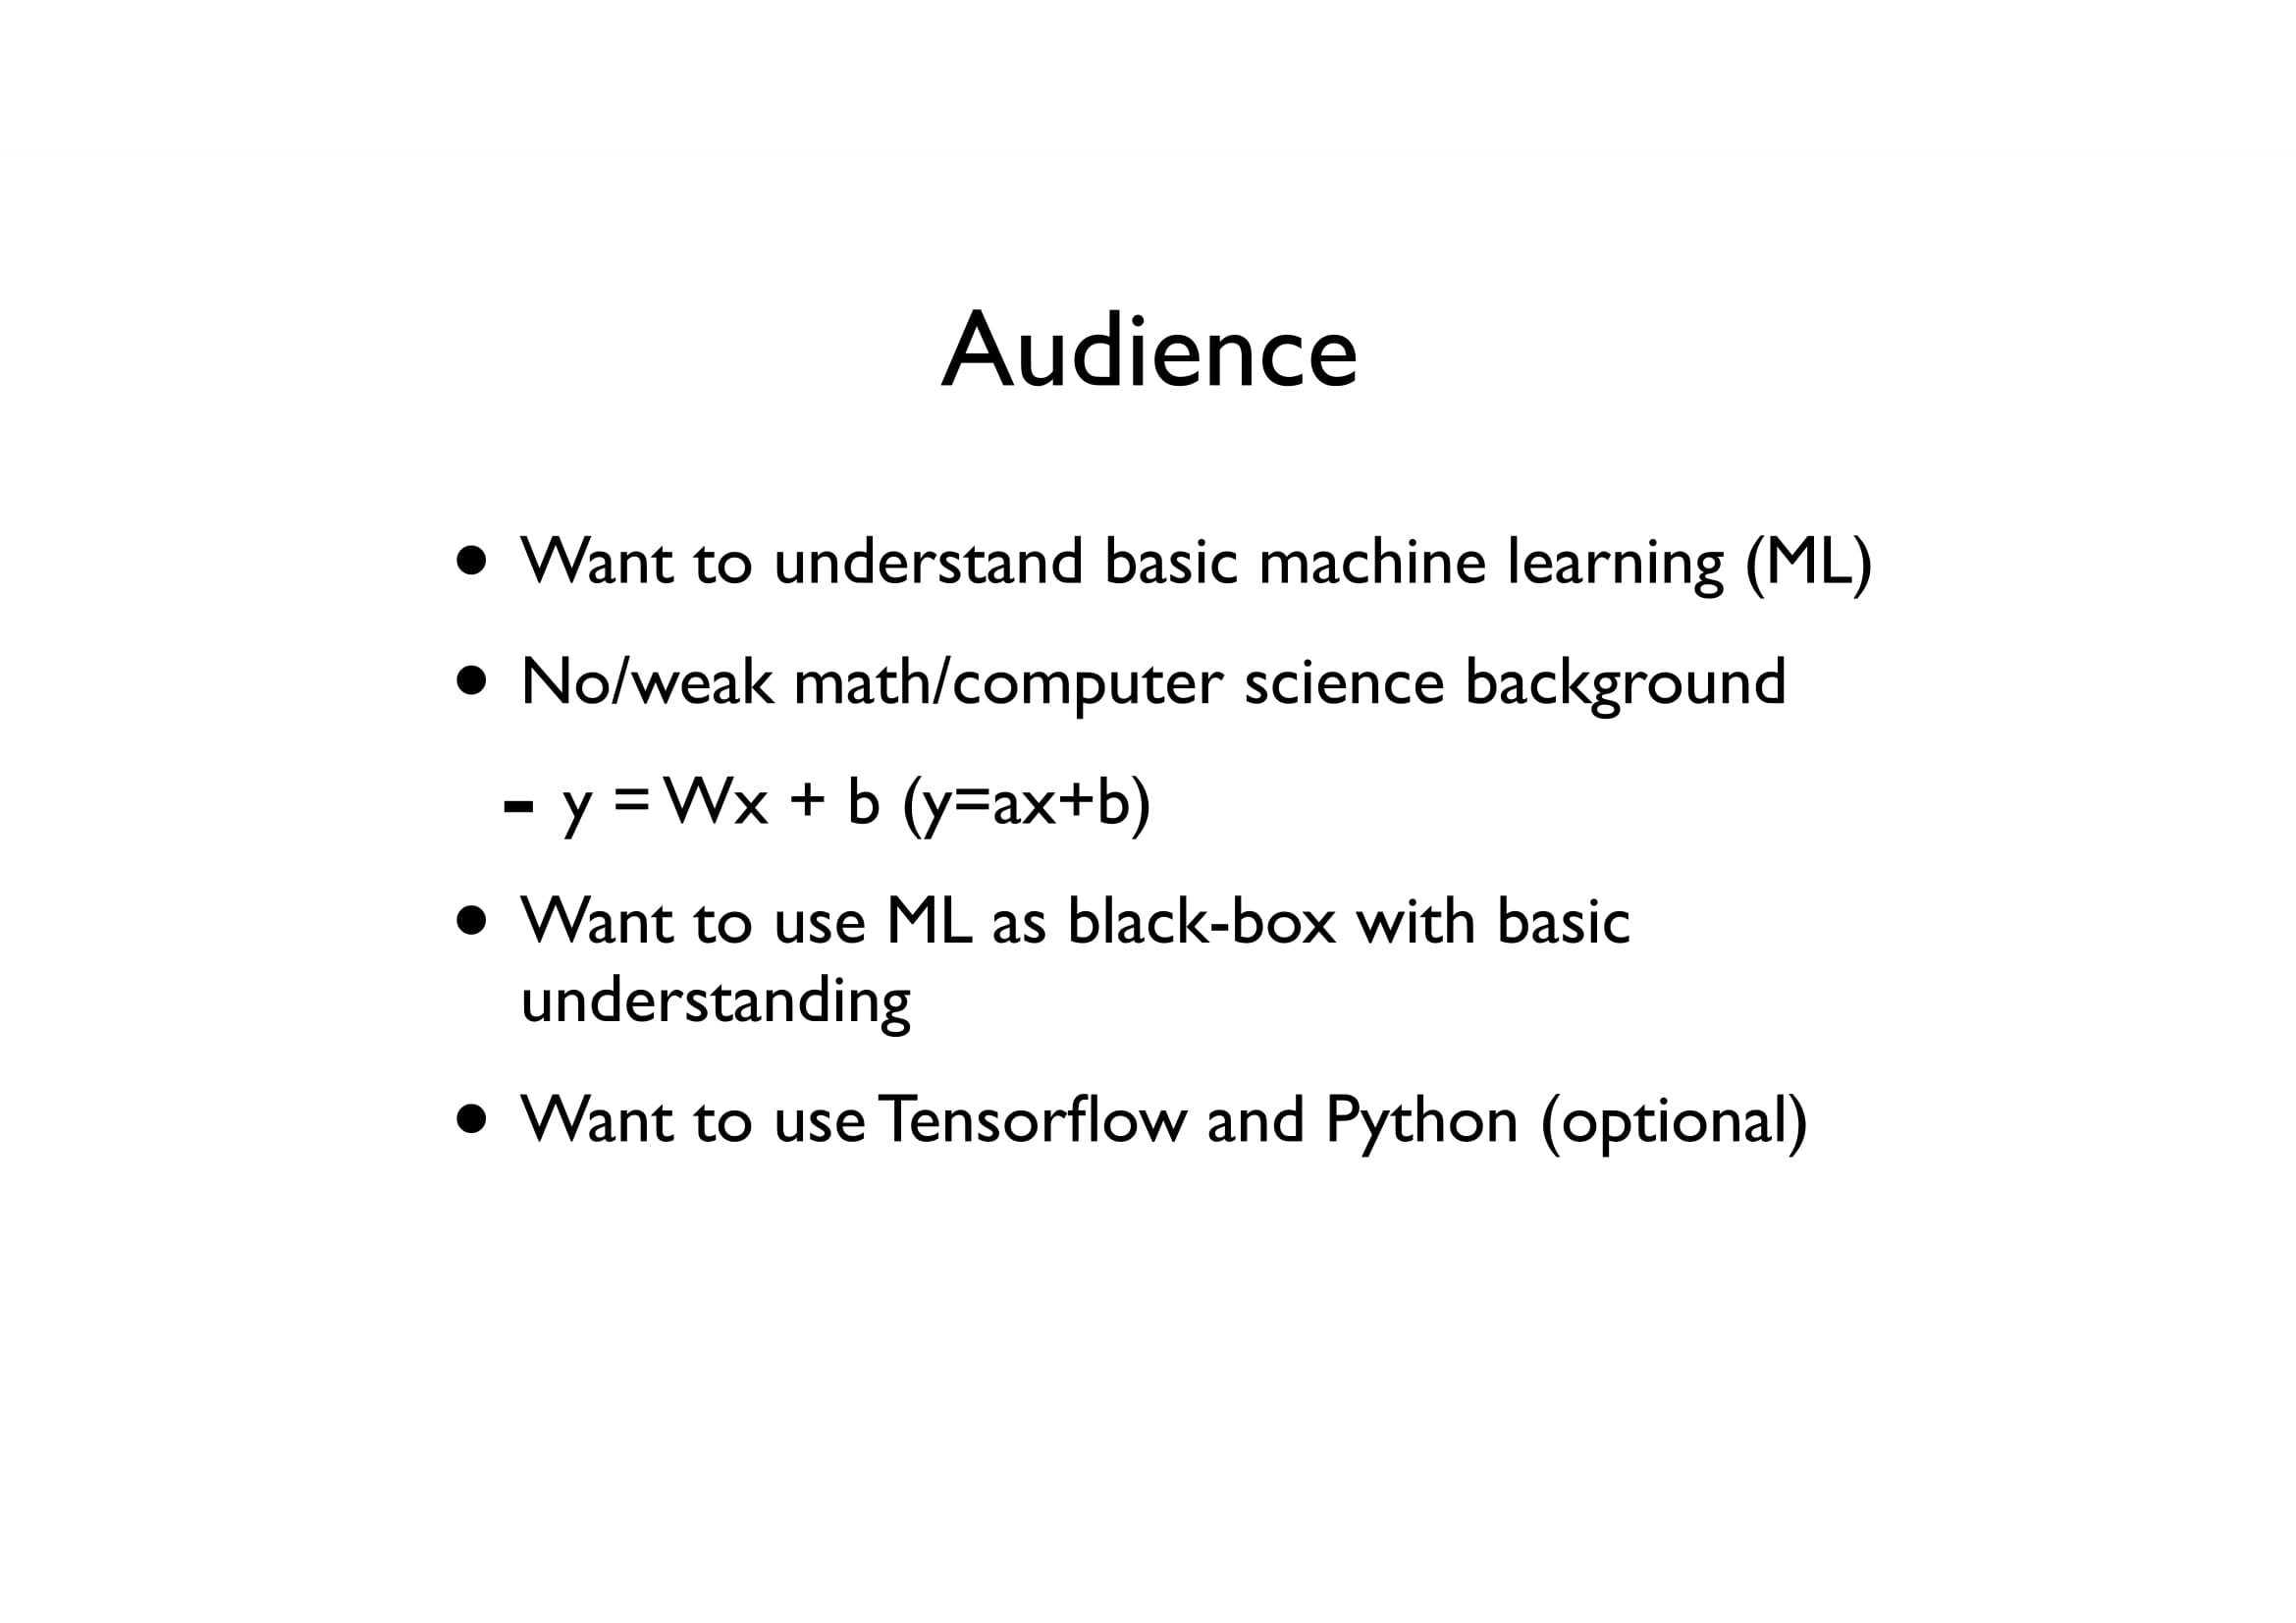 Audience
• Want to understand basic machine learning (ML)
• No/weak math/computer science background
- y = Wx + b (y=ax+b)
• Want to use ML as black-box with basic
understanding
• Want to use Tensorflow and Python (optional)